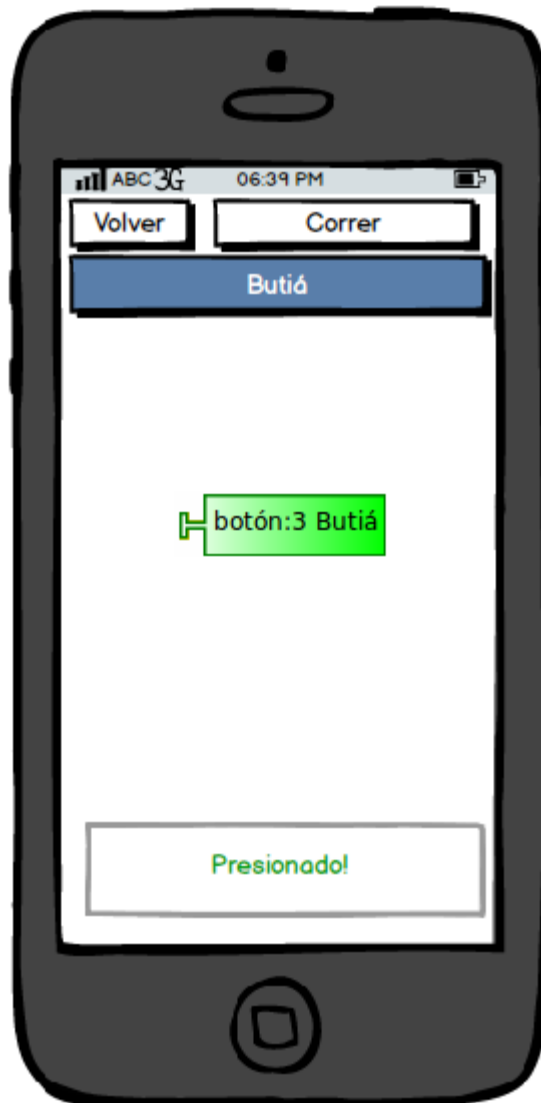 ABC 3G 06:39 PM
Volver Correr
Butiá
botón:3 Butiá
Presionado!